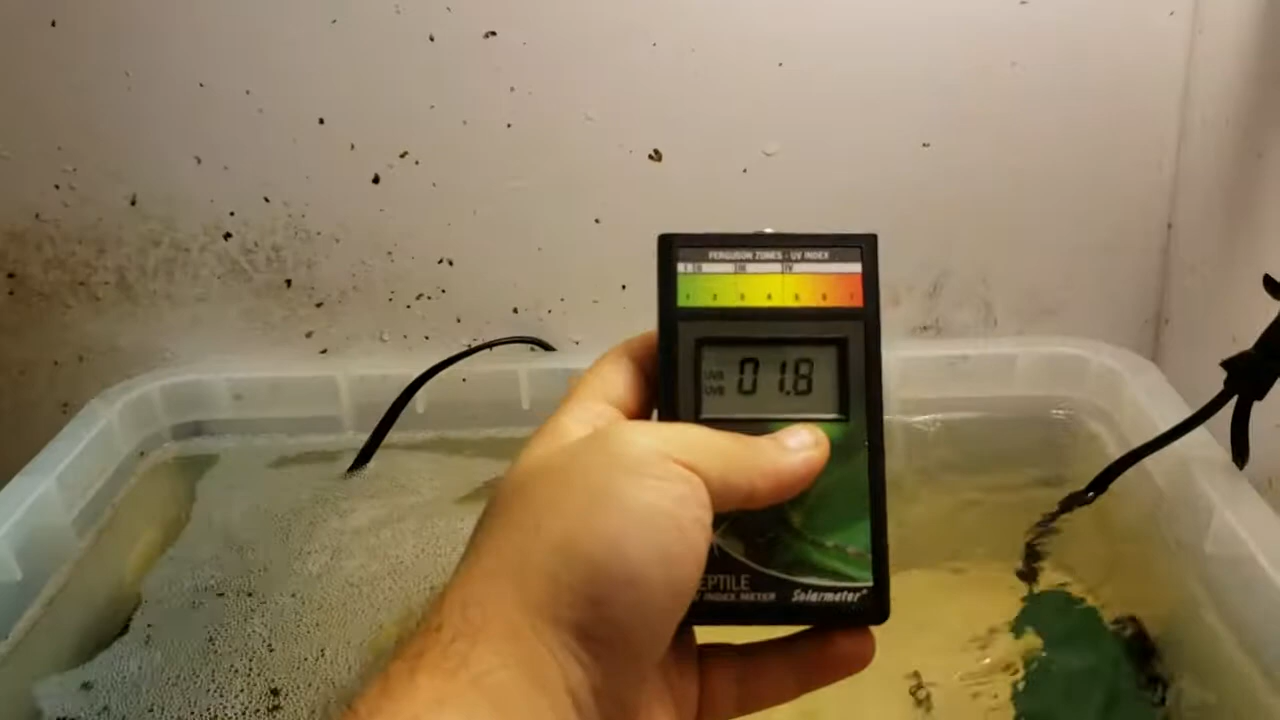 FERGUSON ZONES - UV INDEX
I II III IV
1 2 3 4 5 6 7
UVA
UVB
01.8
EPTILE
V INDEX METER
Solarmeter®